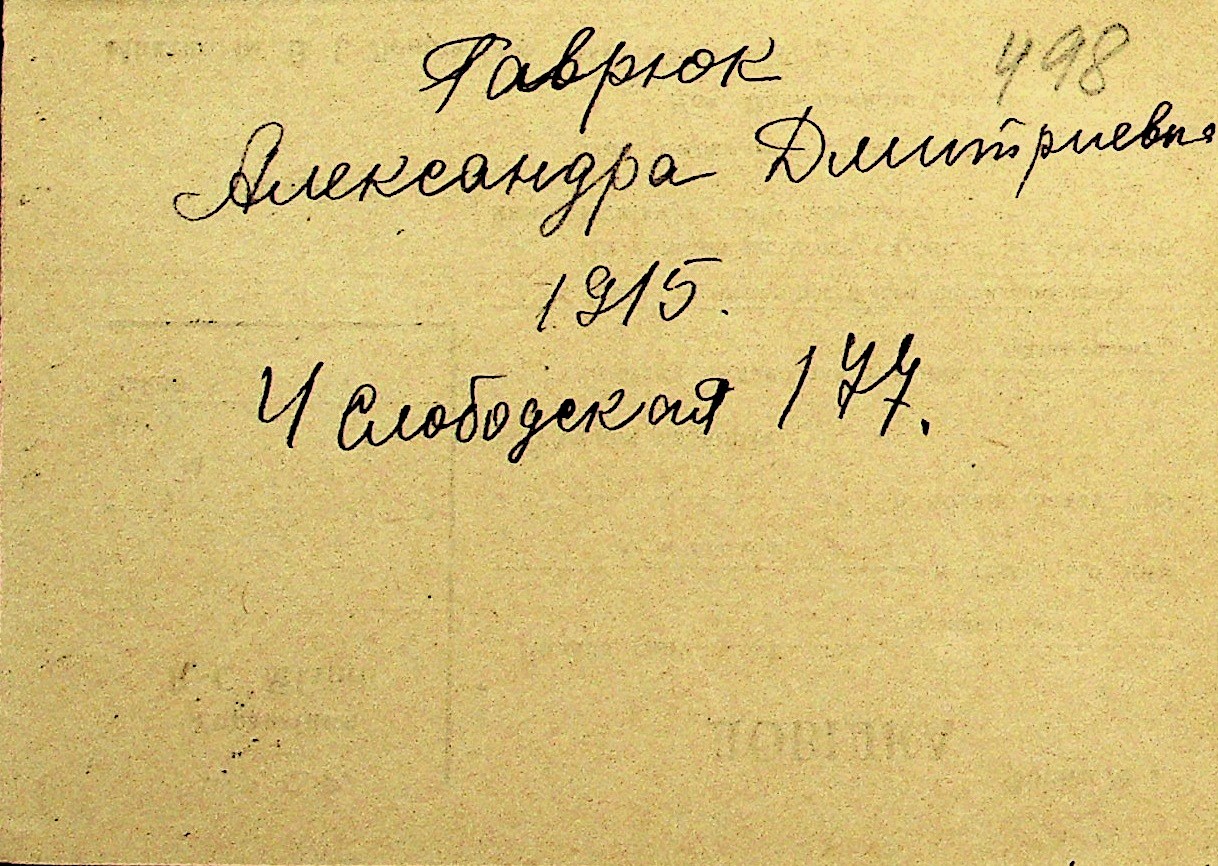 Гаврюк 498
Александра Дмитриевна
1915.
4 Слободская 177.